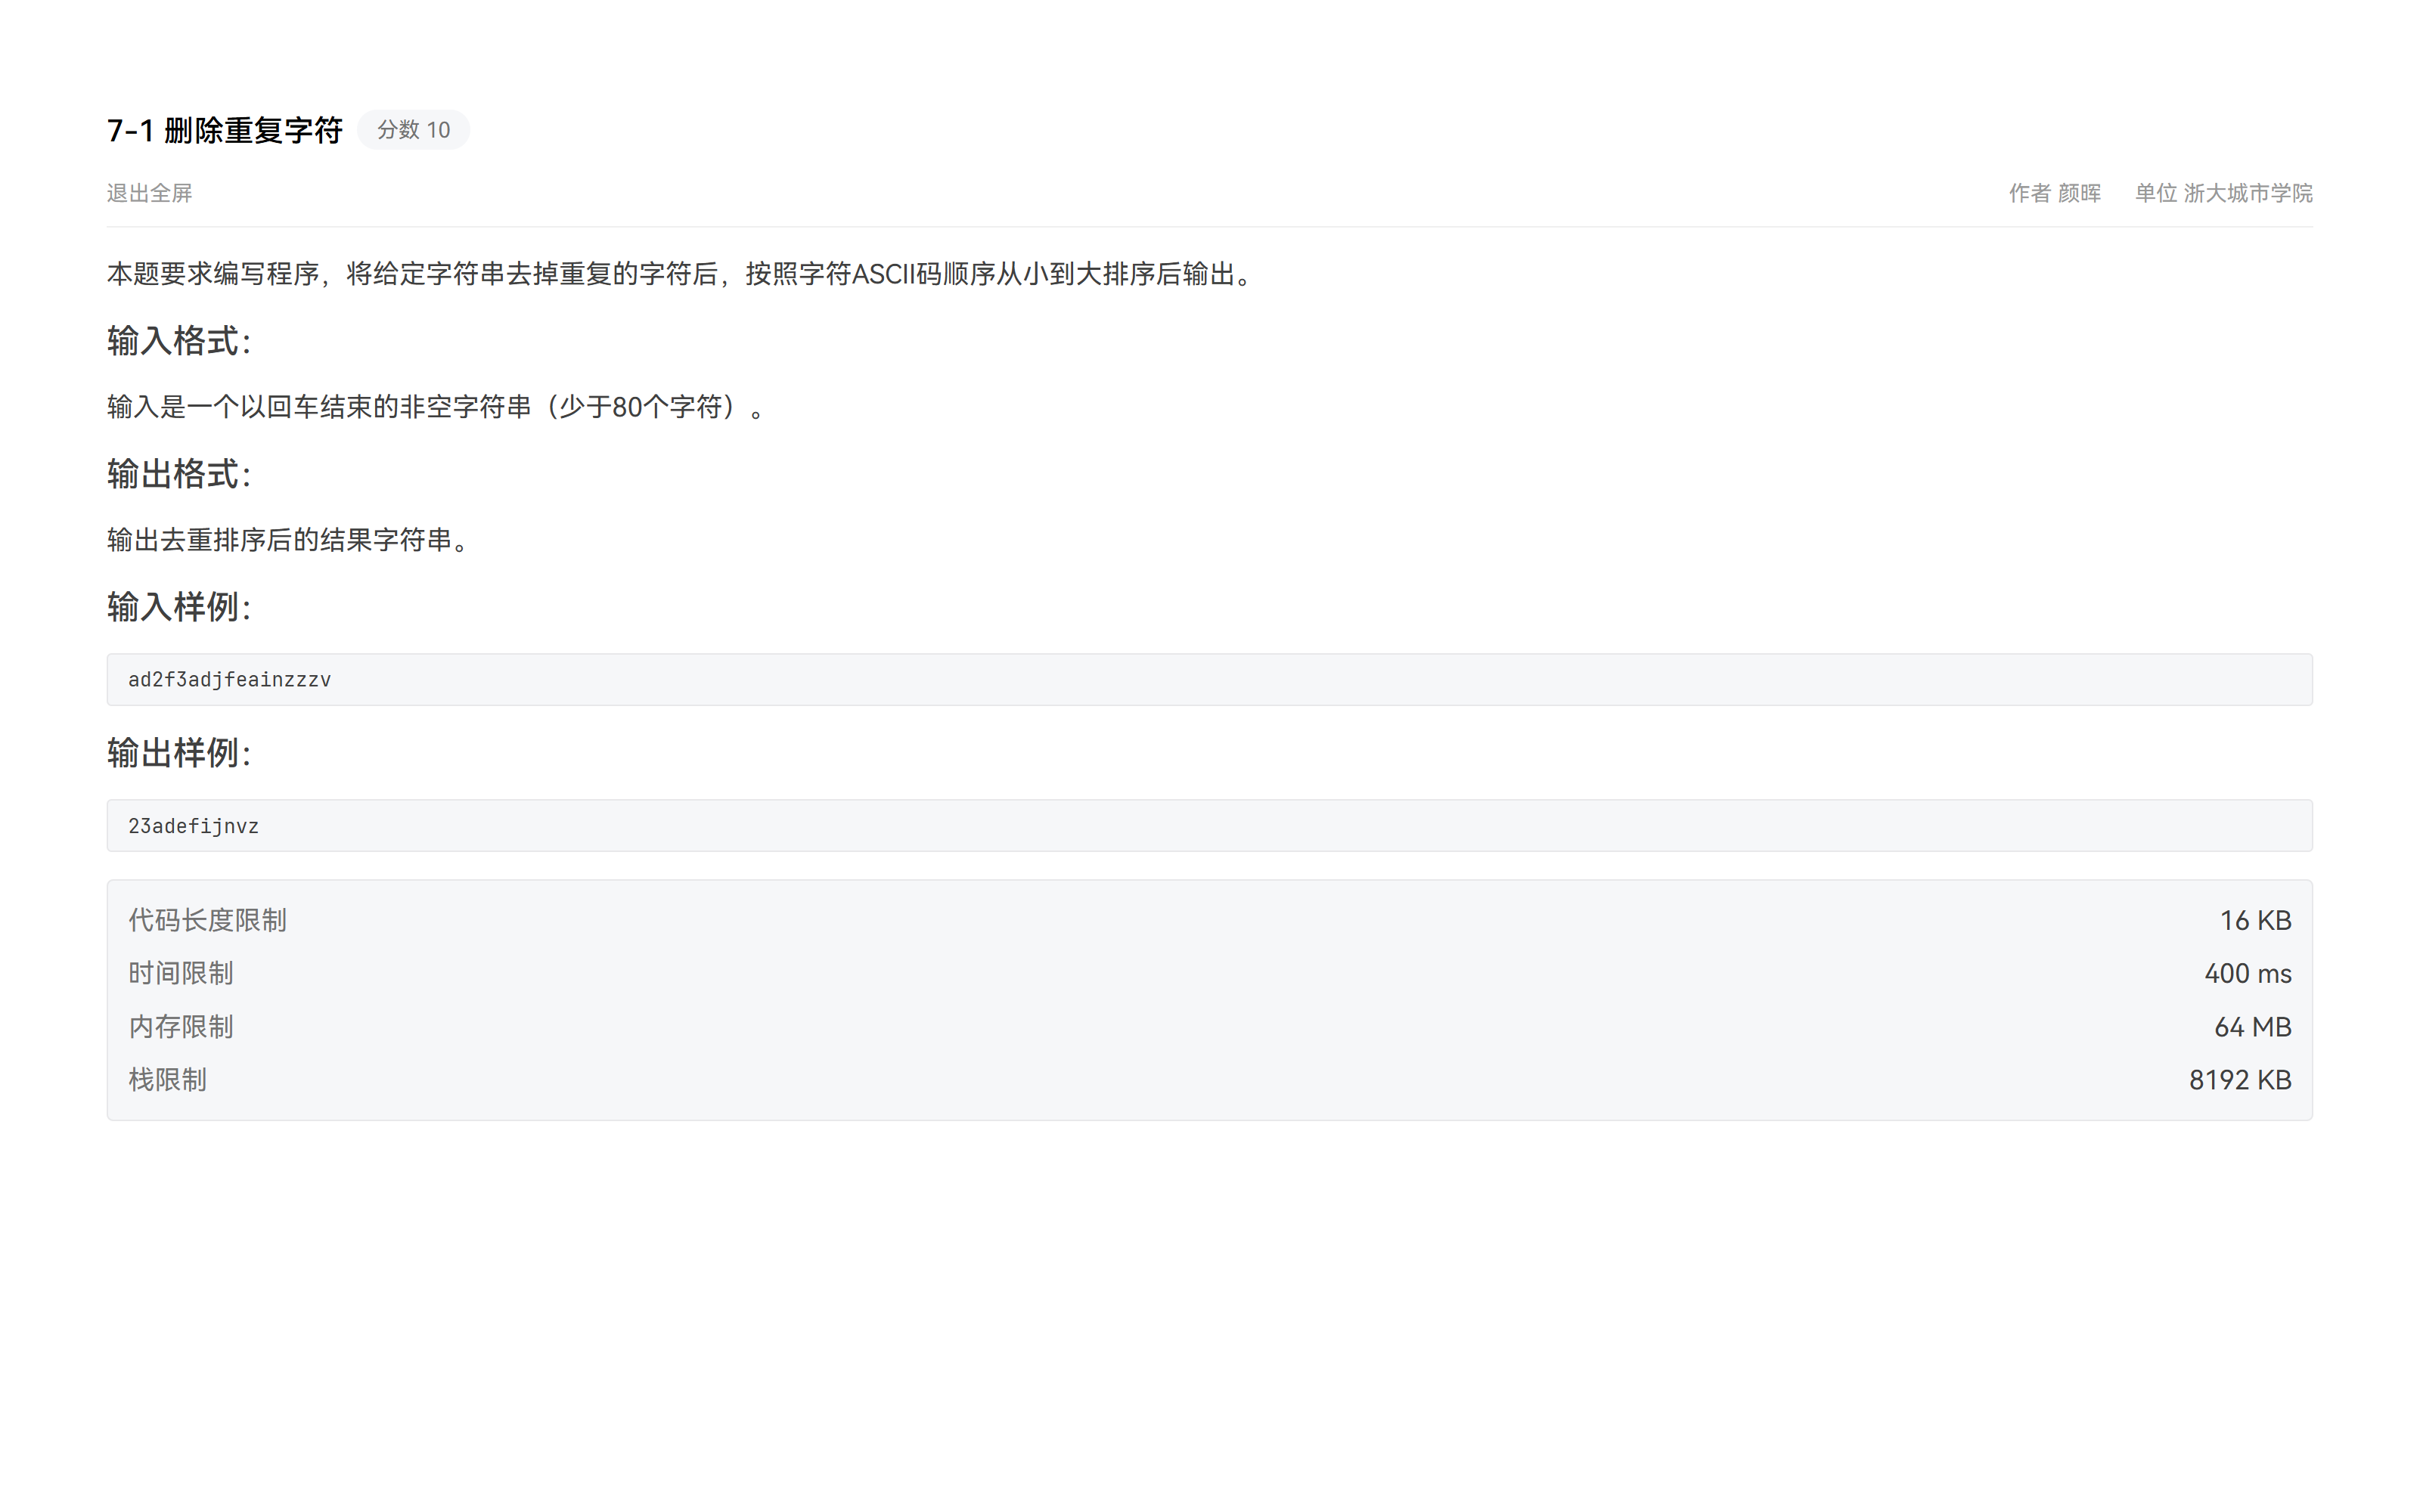 7-1 删除重复字符 分数 10
退出全屏 作者 颜晖 单位 浙大城市学院
本题要求编写程序，将给定字符串去掉重复的字符后，按照字符ASCII码顺序从小到大排序后输出。
输入格式：
输入是一个以回车结束的非空字符串（少于80个字符）。
输出格式：
输出去重排序后的结果字符串。
输入样例：
ad2f3adjfeainzzzv
输出样例：
23adefijnvz
代码长度限制 16 KB
时间限制 400 ms
内存限制 64 MB
栈限制 8192 KB